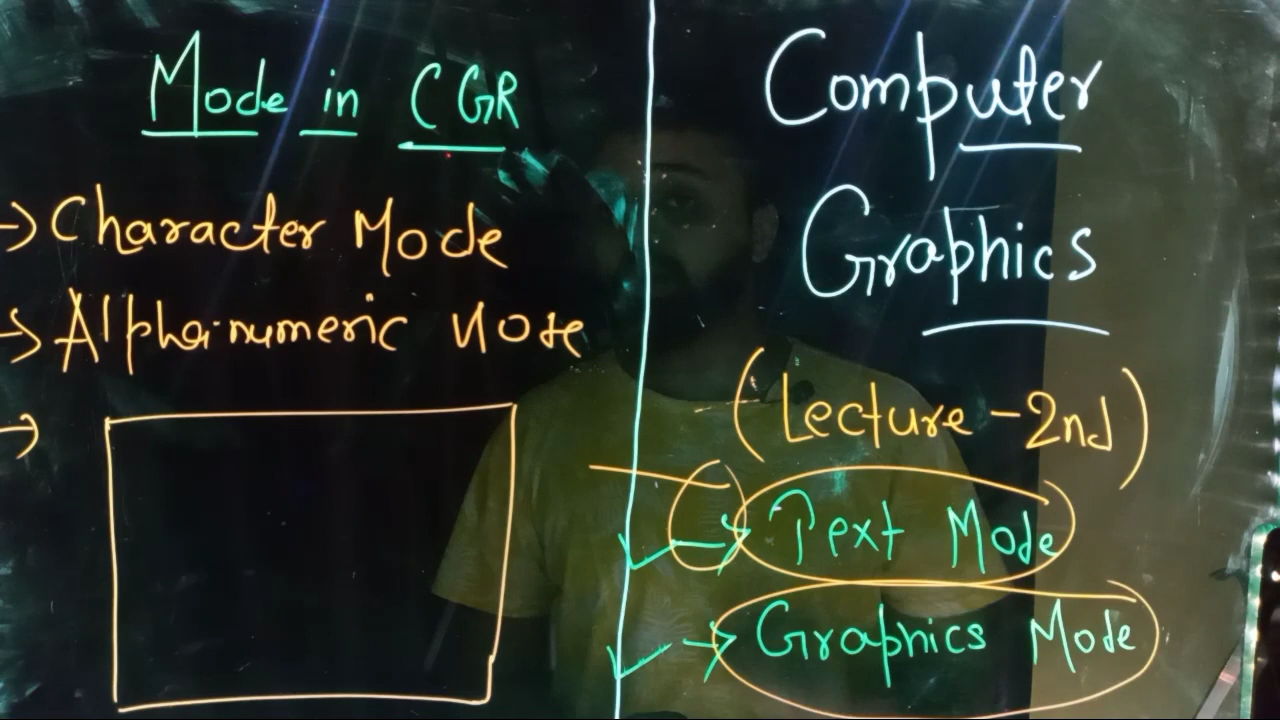 Mode in CGR
→ Character Mode
→ Alpha-numeric Mode
→
Computer
Graphics
(Lecture - 2nd)
→ Text Mode
→ Graphics Mode